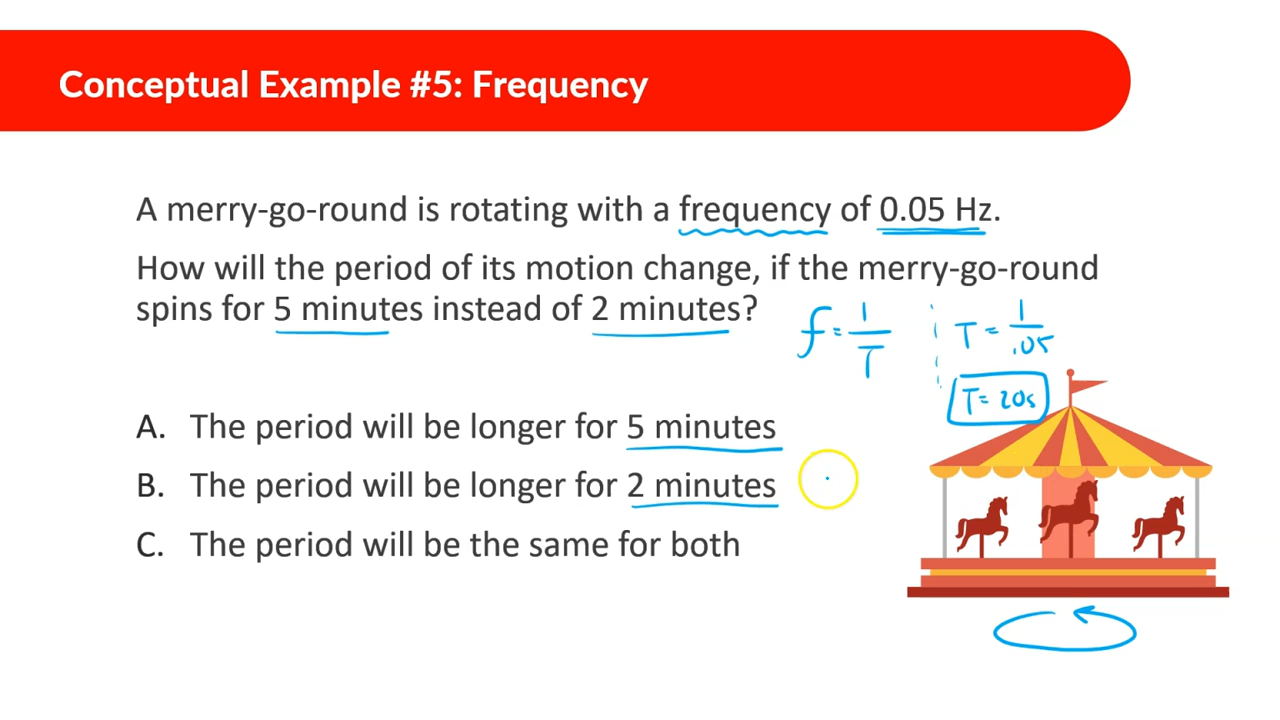 Conceptual Example #5: Frequency
A merry-go-round is rotating with a frequency of 0.05 Hz.
How will the period of its motion change, if the merry-go-round
spins for 5 minutes instead of 2 minutes?
f = 1/T
T = 1/.05
T = 20s
A. The period will be longer for 5 minutes
B. The period will be longer for 2 minutes
C. The period will be the same for both